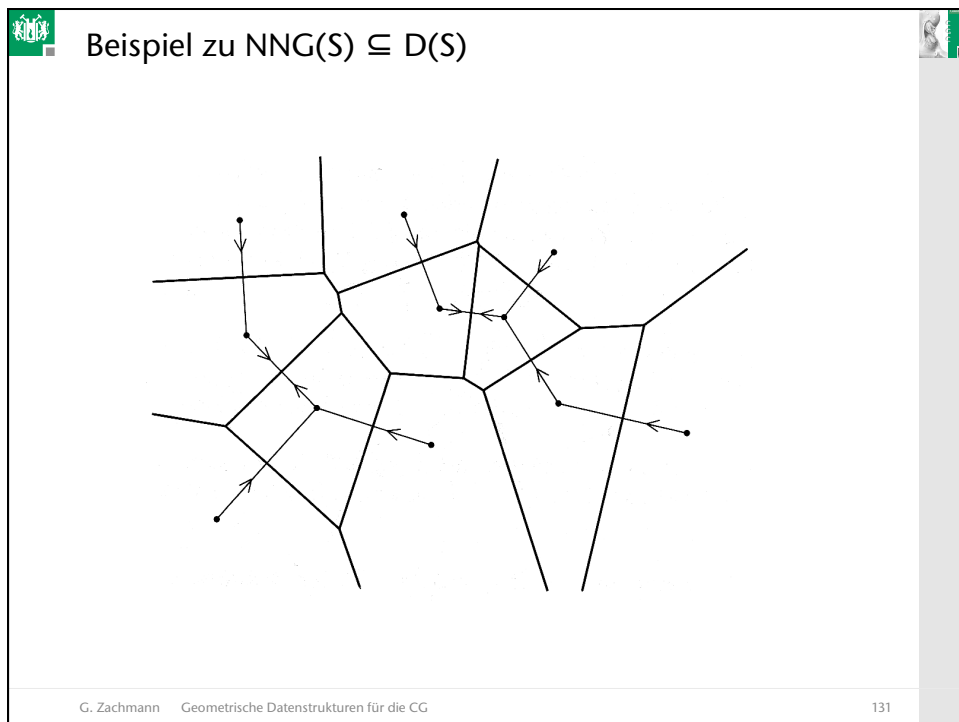 Beispiel zu NNG(S) ⊆ D(S)
G. Zachmann Geometrische Datenstrukturen für die CG 131